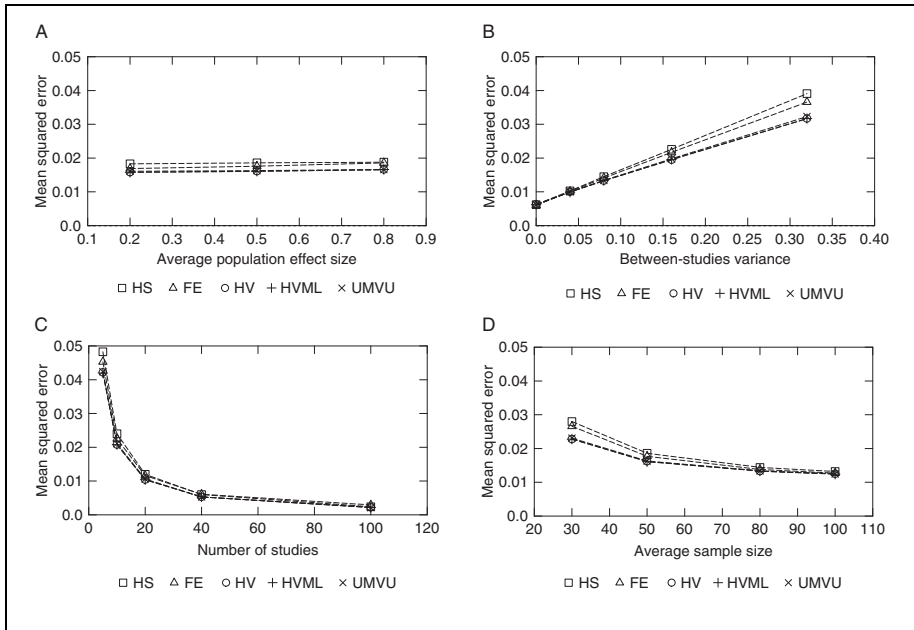 A
Mean squared error
0.05
0.04
0.03
0.02
0.01
0.0
0.1 0.2 0.3 0.4 0.5 0.6 0.7 0.8 0.9
Average population effect size
HS FE HV HVML UMVU
B
Mean squared error
0.05
0.04
0.03
0.02
0.01
0.0
0.0 0.05 0.10 0.15 0.20 0.25 0.30 0.35 0.40
Between-studies variance
HS FE HV HVML UMVU
C
Mean squared error
0.05
0.04
0.03
0.02
0.01
0.0
0 20 40 60 80 100 120
Number of studies
HS FE HV HVML UMVU
D
Mean squared error
0.05
0.04
0.03
0.02
0.01
0.0
20 30 40 50 60 70 80 90 100 110
Average sample size
HS FE HV HVML UMVU